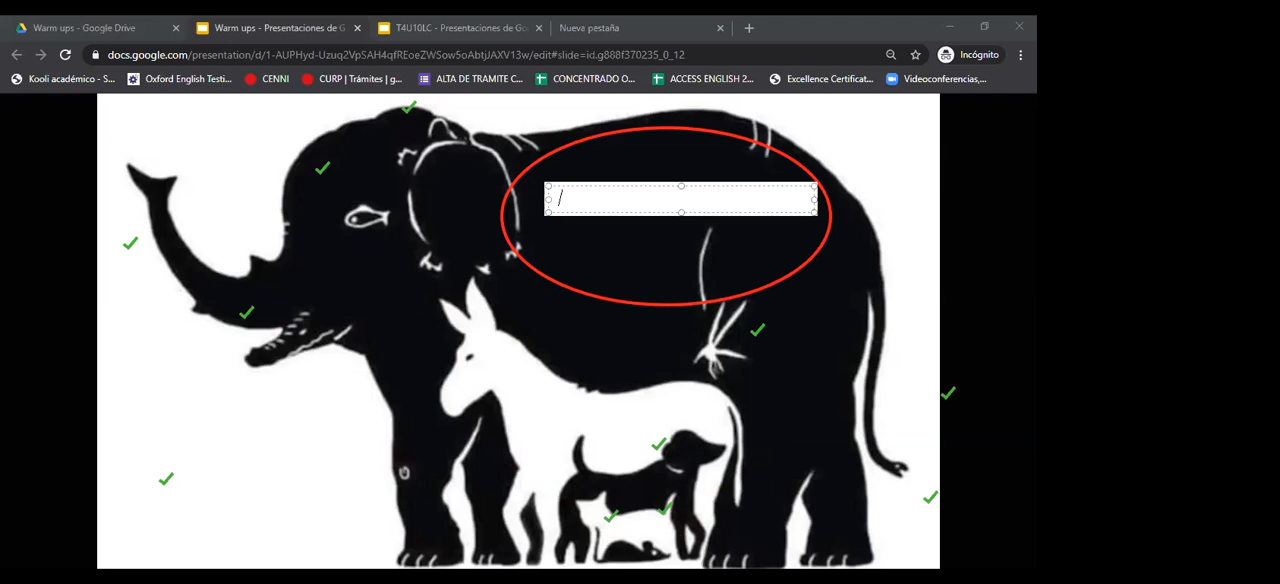 Warm ups - Google Drive
Warm ups - Presentaciones de G
T4U10LC - Presentaciones de Go
Nueva pestaña
docs.google.com/presentation/d/1-AUPHyd-Uzuq2VpSAH4qfREoeZWSow5oAbtjJAXV13w/edit#slide=id.g888f370235_0_12
Incógnito
Kooli académico - S...
Oxford English Testi...
CENNI
CURP | Trámites | g...
ALTA DE TRAMITE C...
CONCENTRADO O...
ACCESS ENGLISH 2...
Excellence Certificat...
Videoconferencias,...
/